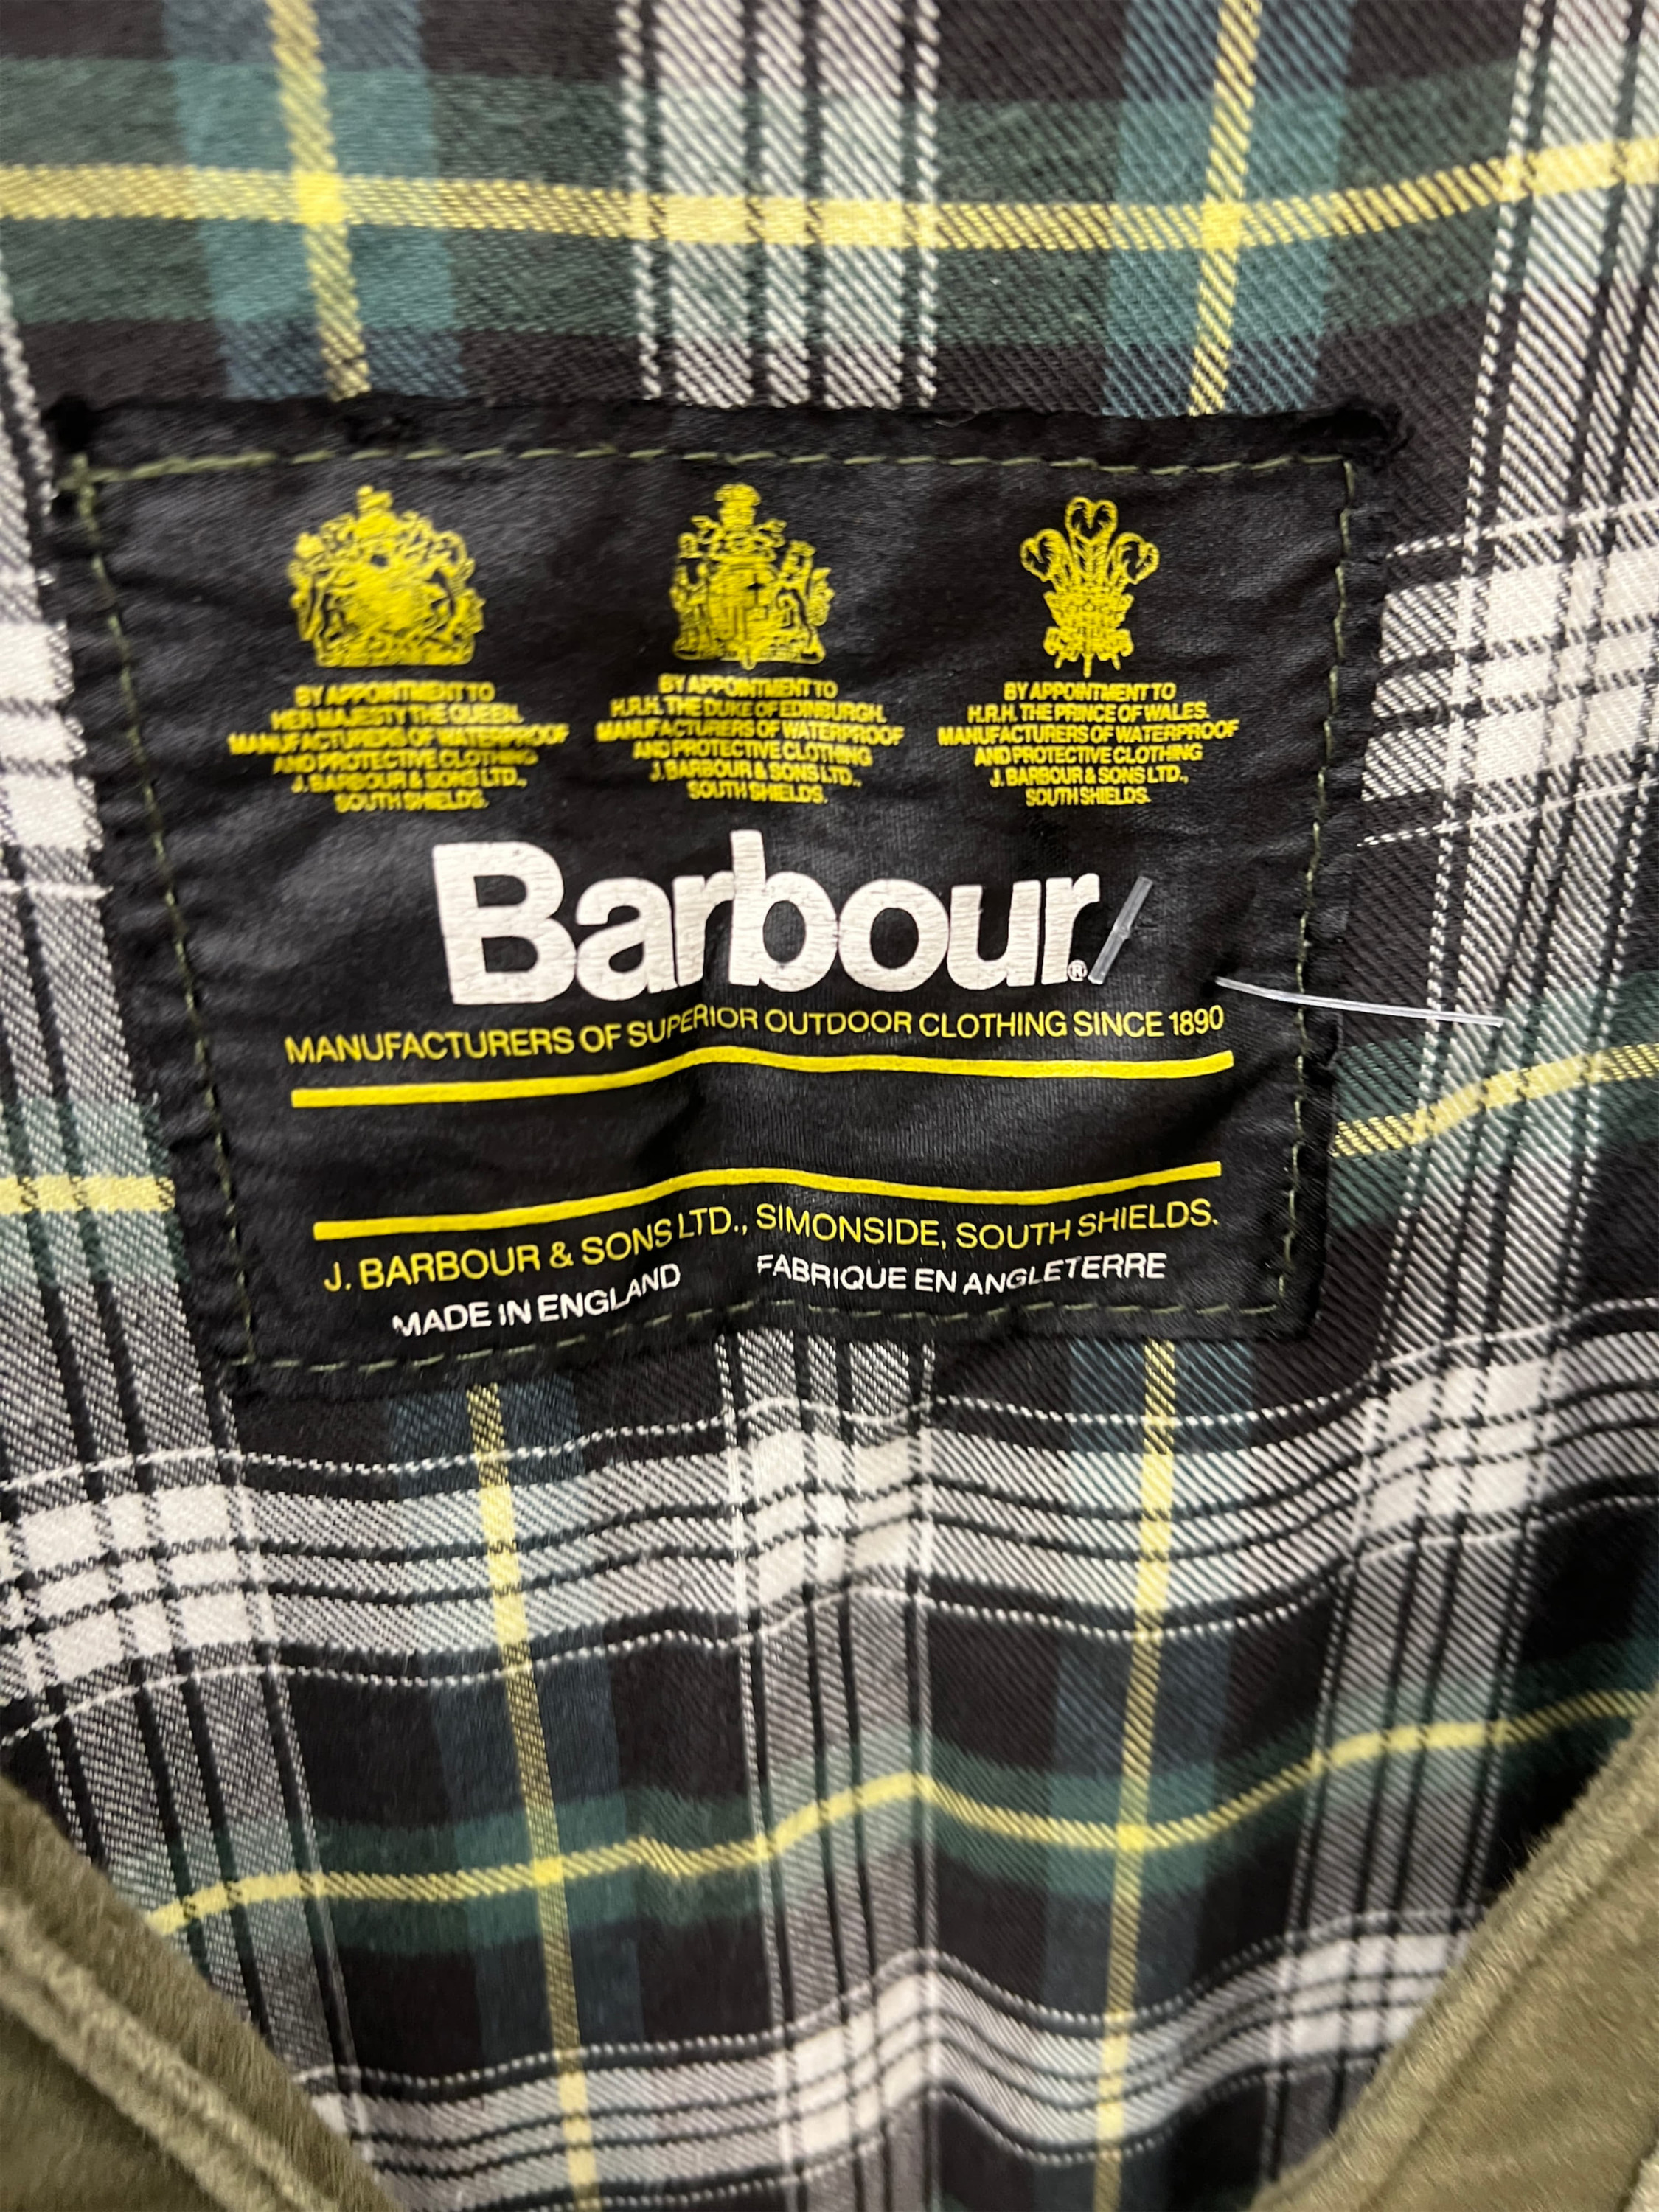 BY APPOINTMENT TO
HER MAJESTY THE QUEEN.
MANUFACTURERS OF WATERPROOF
AND PROTECTIVE CLOTHING
J. BARBOUR & SONS LTD.,
SOUTH SHIELDS.
BY APPOINTMENT TO
H.R.H. THE DUKE OF EDINBURGH.
MANUFACTURERS OF WATERPROOF
AND PROTECTIVE CLOTHING
J. BARBOUR & SONS LTD.,
SOUTH SHIELDS.
BY APPOINTMENT TO
H.R.H. THE PRINCE OF WALES.
MANUFACTURERS OF WATERPROOF
AND PROTECTIVE CLOTHING
J. BARBOUR & SONS LTD.,
SOUTH SHIELDS.
Barbour®
MANUFACTURERS OF SUPERIOR OUTDOOR CLOTHING SINCE 1890
J. BARBOUR & SONS LTD., SIMONSIDE, SOUTH SHIELDS.
MADE IN ENGLAND FABRIQUE EN ANGLETERRE